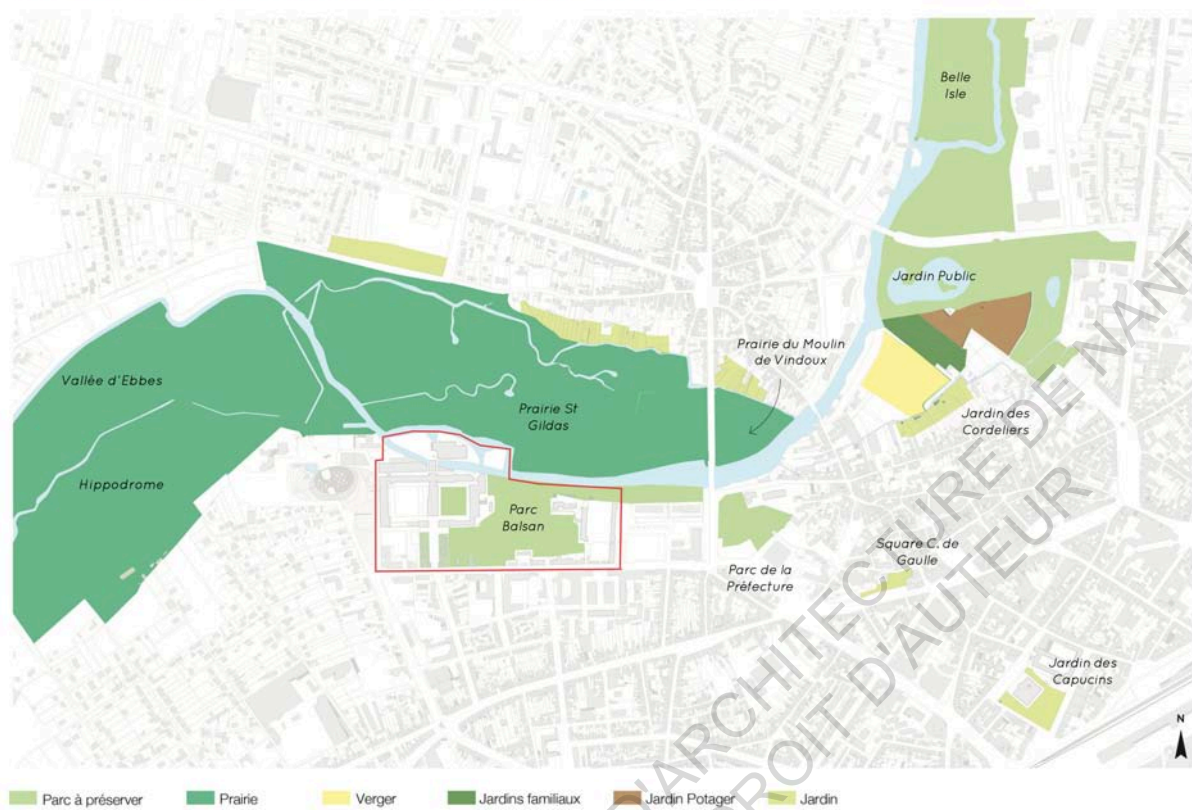 Belle
Isle
Jardin Public
Prairie du Moulin
de Vindoux
Vallée d'Ebbes
Prairie St
Gildas
Jardin des
Cordeliers
Hippodrome
Parc
Balsan
Square C. de
Gaulle
Parc de la
Préfecture
Jardin des
Capucins
N
Parc à préserver
Prairie
Verger
Jardins familiaux
Jardin Potager
Jardin
ARCHITECTURE DE NANT
DROIT D'AUTEUR